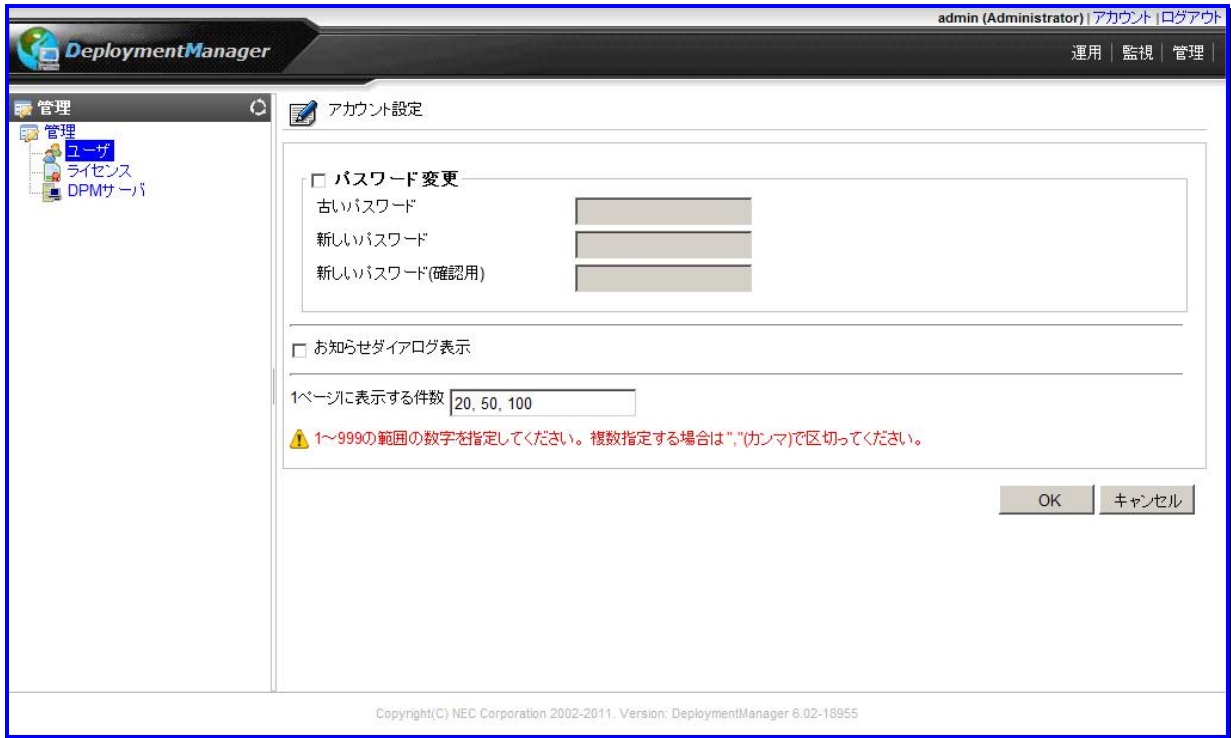 admin (Administrator) | アカウント | ログアウト
DeploymentManager
運用 | 監視 | 管理 |
管理
管理
ユーザ
ライセンス
DPMサーバ
アカウント設定
パスワード変更
古いパスワード
新しいパスワード
新しいパスワード(確認用)
お知らせダイアログ表示
1ページに表示する件数 20, 50, 100
1～999の範囲の数字を指定してください。複数指定する場合は","(カンマ)で区切ってください。
OK キャンセル
Copyright(C) NEC Corporation 2002-2011. Version: DeploymentManager 6.02-18955